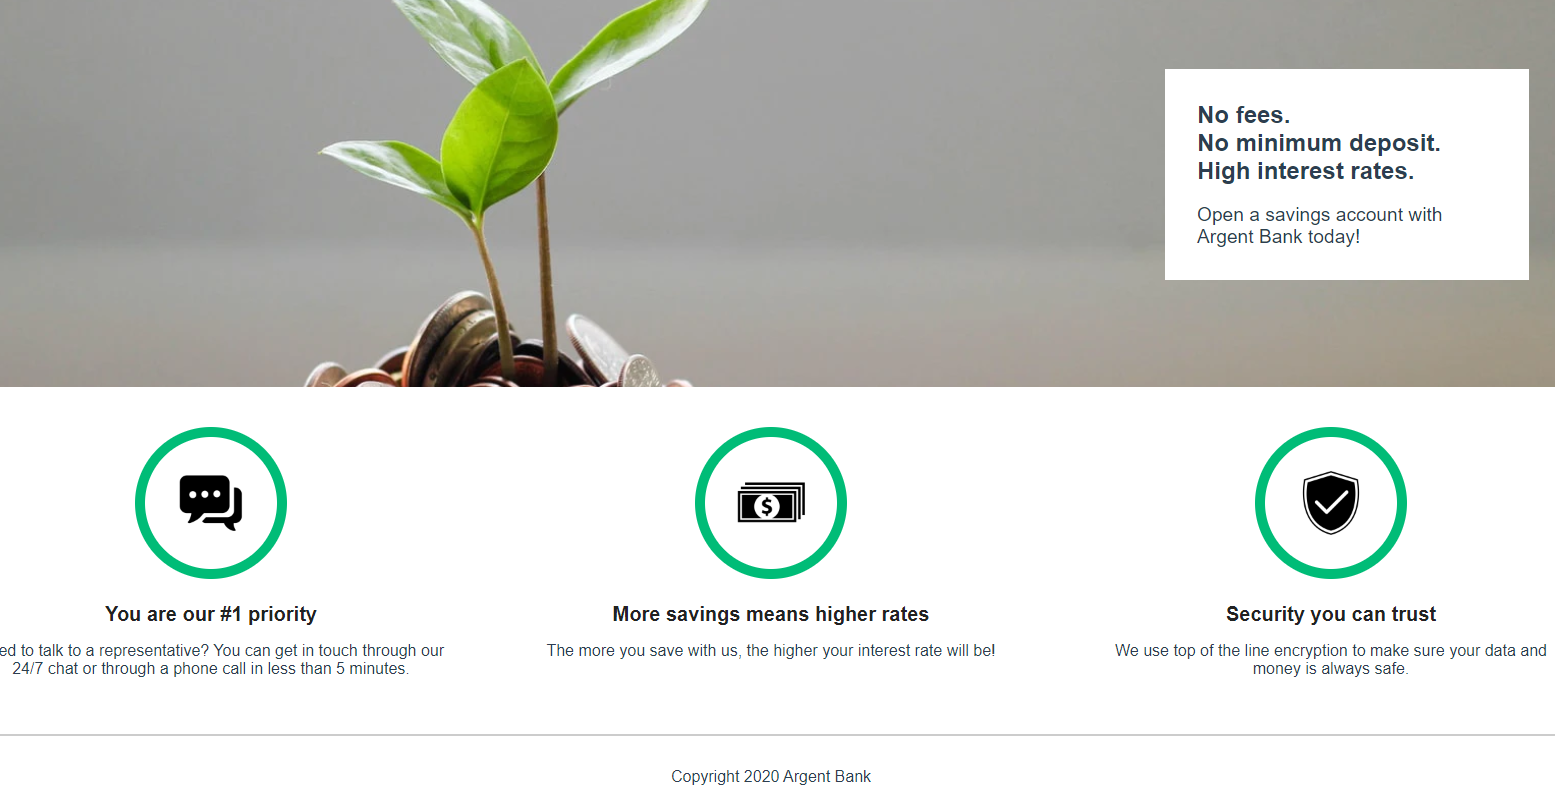 No fees.
No minimum deposit.
High interest rates.
Open a savings account with
Argent Bank today!
$
You are our #1 priority
ed to talk to a representative? You can get in touch through our
24/7 chat or through a phone call in less than 5 minutes.
More savings means higher rates
The more you save with us, the higher your interest rate will be!
Security you can trust
We use top of the line encryption to make sure your data and
money is always safe.
Copyright 2020 Argent Bank